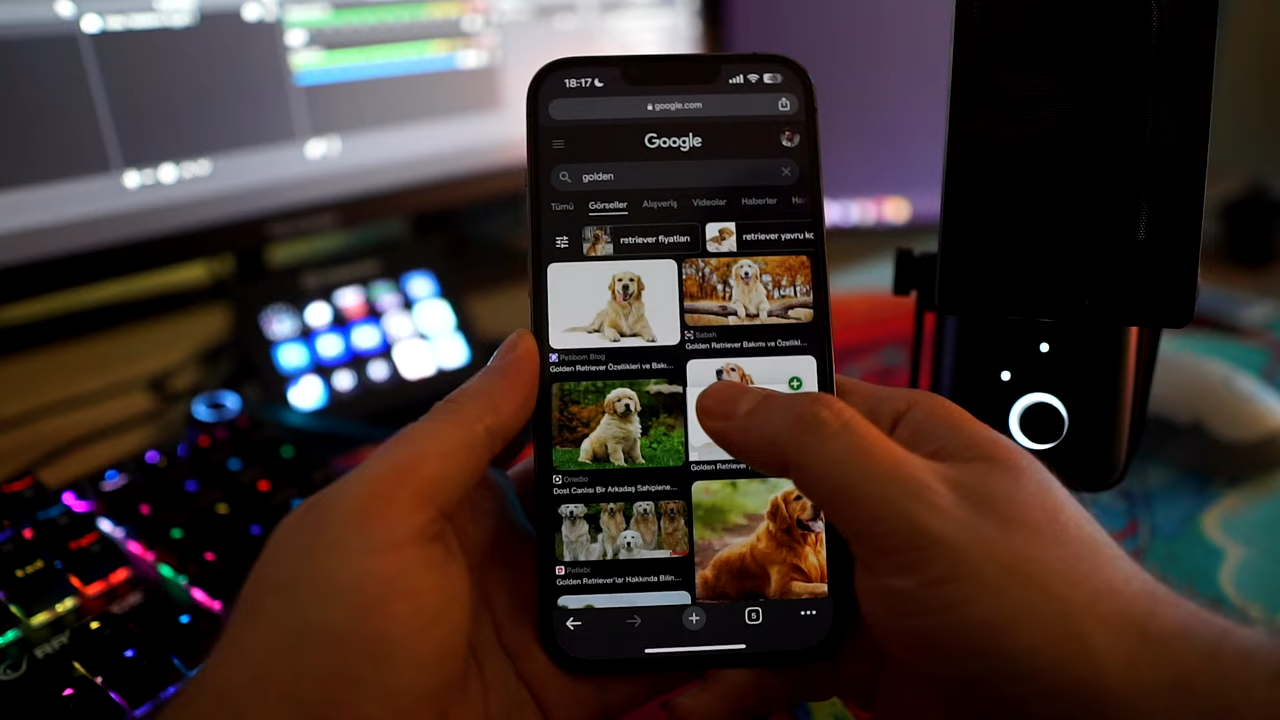 18:17
google.com
Google
golden
Tümü Görseller Alışveriş Videolar Haberler Har
retriever fiyatları
retriever yavru kö
Petibom Blog
Golden Retriever Özellikleri ve Bakı...
Sabah
Golden Retriever Bakımı ve Özellikl...
Onedio
Dost Canlısı Bir Arkadaş Sahiplene...
Golden Retriever
Petlebi
Golden Retriever'lar Hakkında Bilin...
5